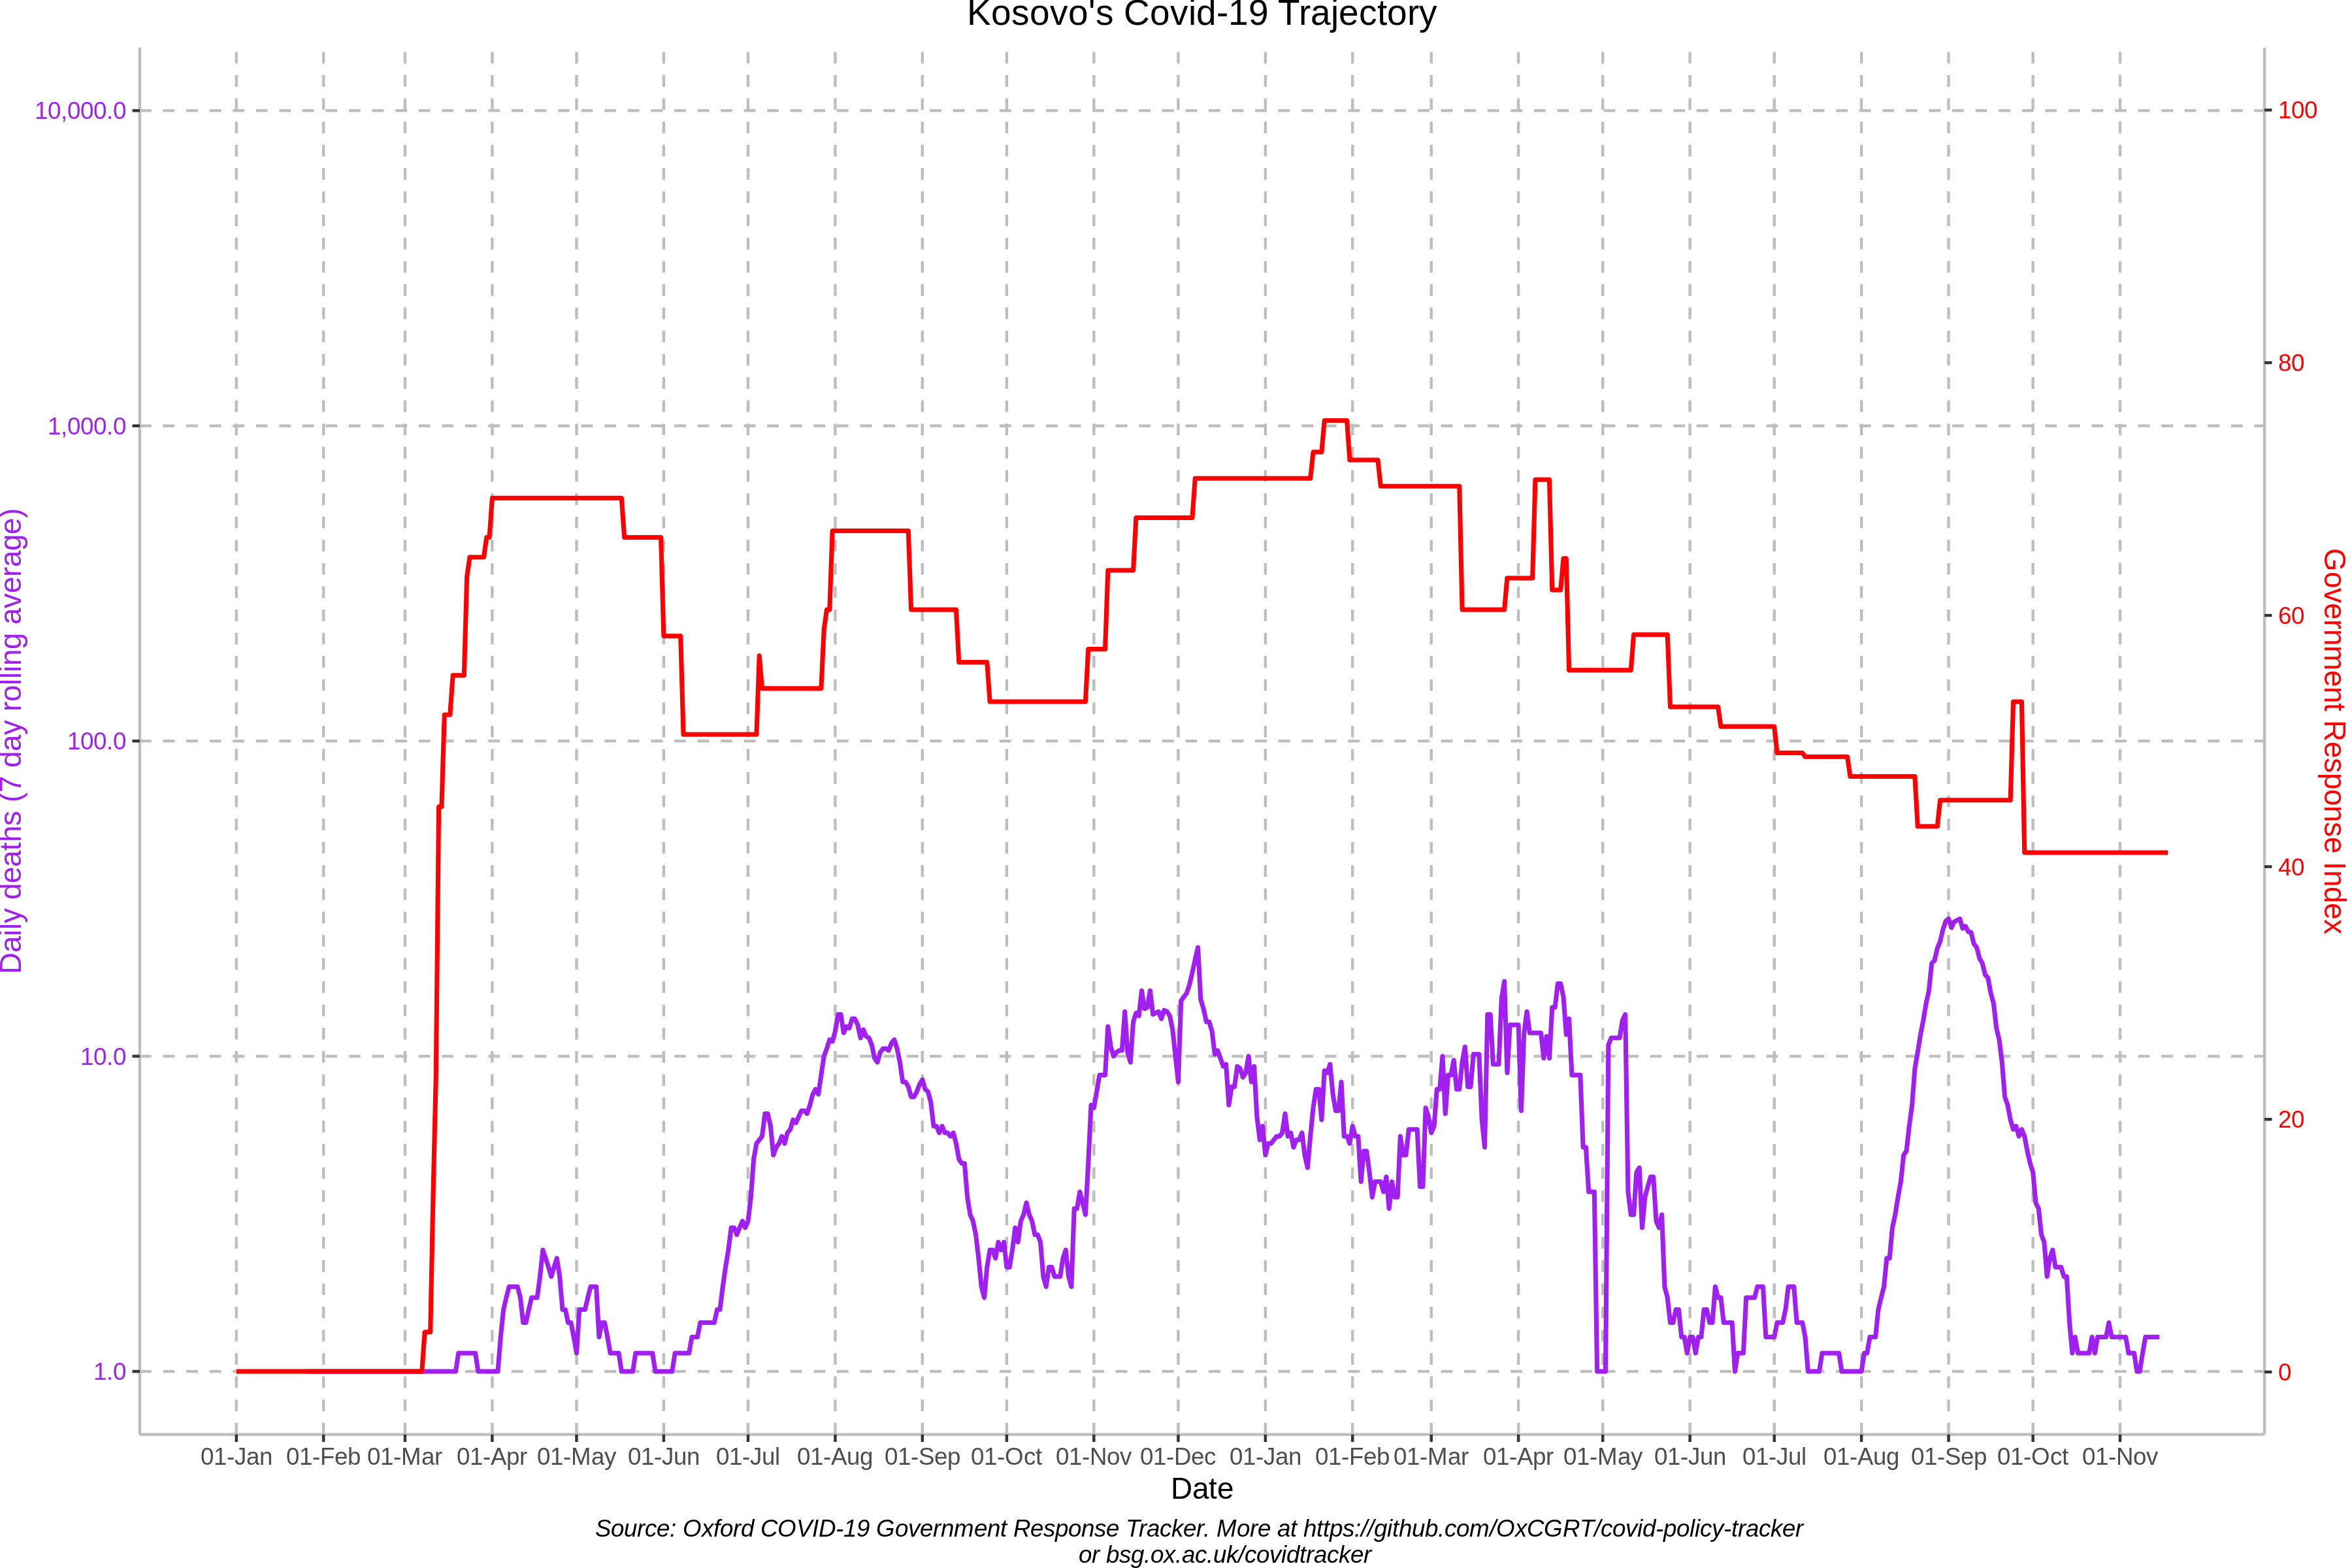 Kosovo's Covid-19 Trajectory
Daily deaths (7 day rolling average)
10,000.0
1,000.0
100.0
10.0
1.0
100
80
60
40
20
0
Government Response Index
01-Jan 01-Feb 01-Mar 01-Apr 01-May 01-Jun 01-Jul 01-Aug 01-Sep 01-Oct 01-Nov 01-Dec 01-Jan 01-Feb 01-Mar 01-Apr 01-May 01-Jun 01-Jul 01-Aug 01-Sep 01-Oct 01-Nov
Date
Source: Oxford COVID-19 Government Response Tracker. More at https://github.com/OxCGRT/covid-policy-tracker
or bsg.ox.ac.uk/covidtracker